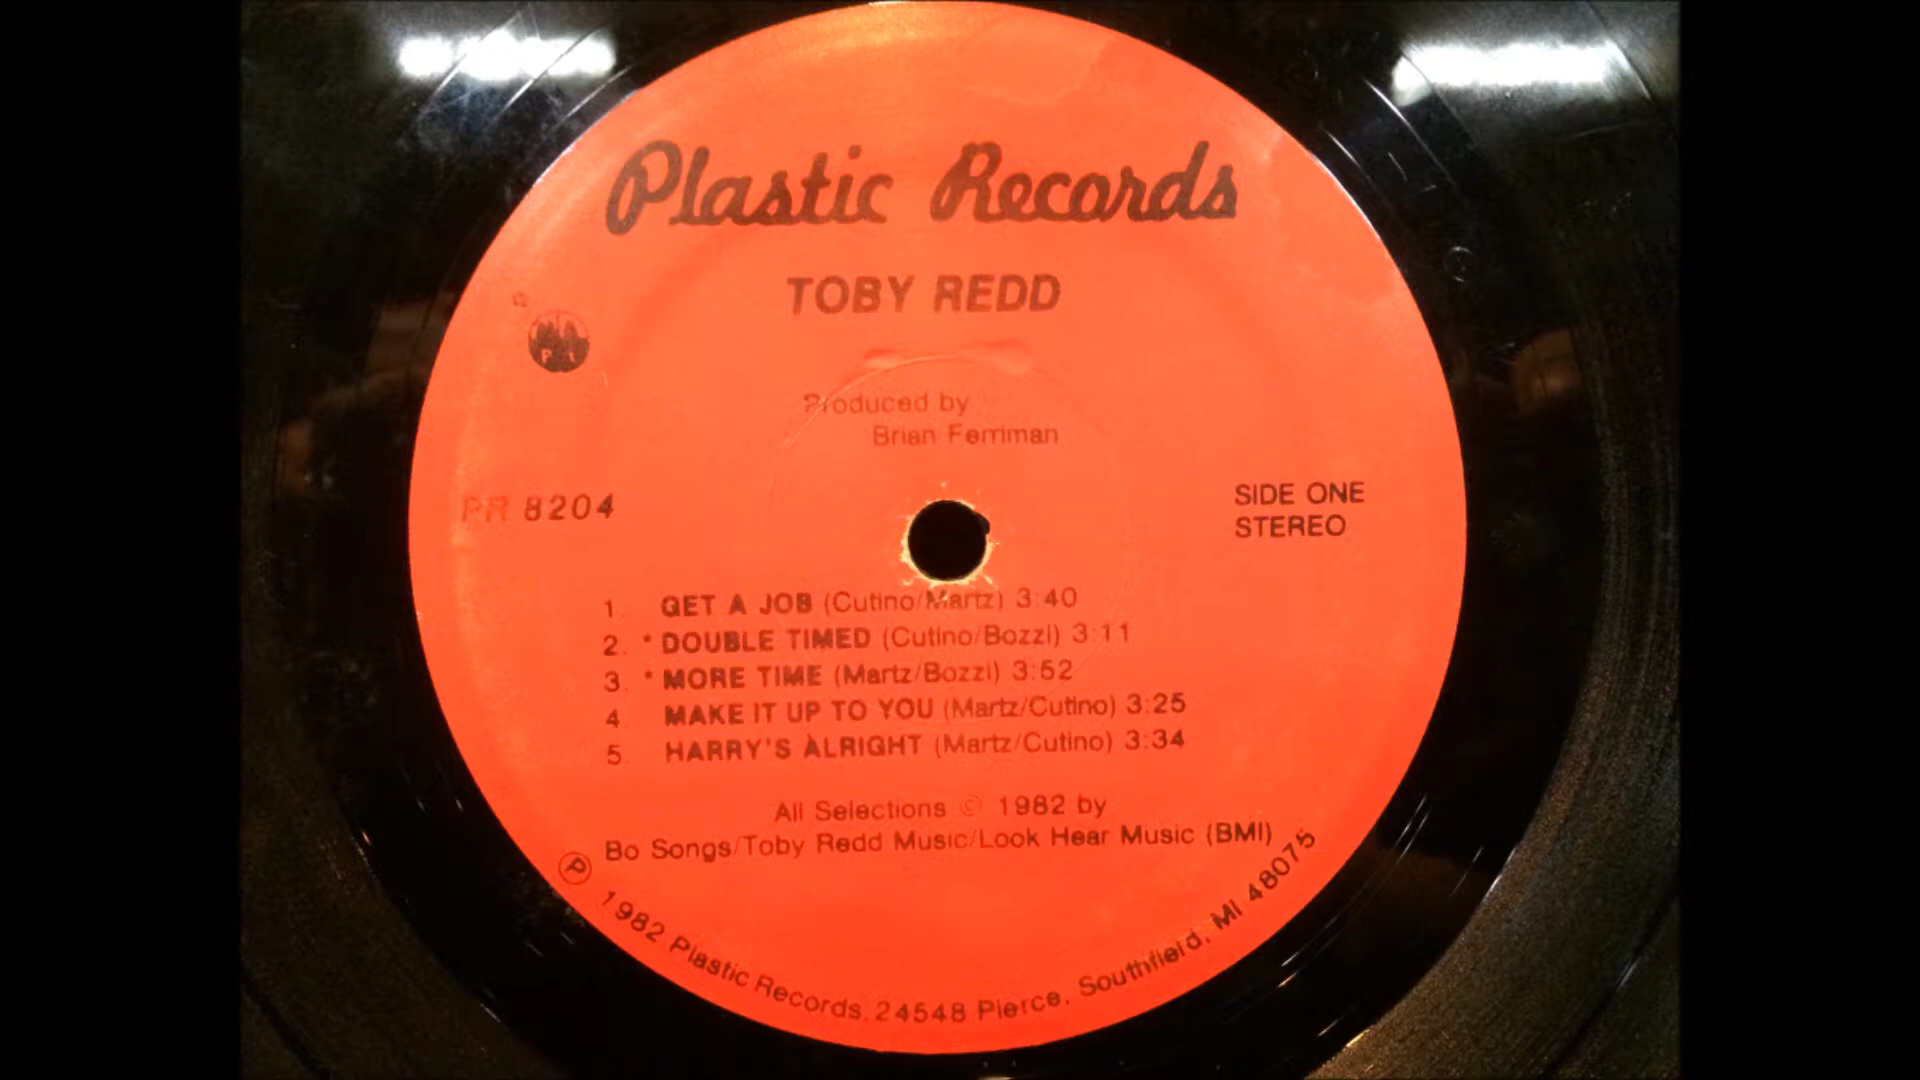 Plastic Records
TOBY REDD
Produced by
Brian Ferriman
PR 8204
SIDE ONE
STEREO
1. GET A JOB (Cutino/Martz) 3:40
2. * DOUBLE TIMED (Cutino/Bozzi) 3:11
3. * MORE TIME (Martz/Bozzi) 3:52
4 MAKE IT UP TO YOU (Martz/Cutino) 3:25
5. HARRY'S ALRIGHT (Martz/Cutino) 3:34
All Selections © 1982 by
Bo Songs/Toby Redd Music/Look Hear Music (BMI)
Ⓟ 1982 Plastic Records, 24548 Pierce, Southfield, MI 48075